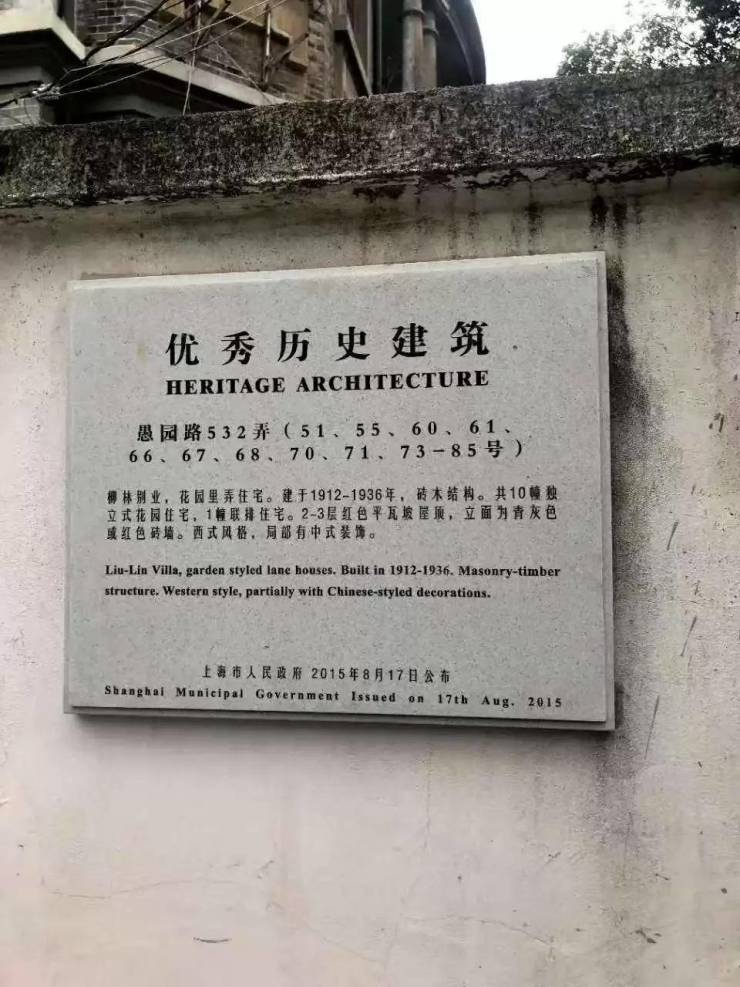 优秀历史建筑
HERITAGE ARCHITECTURE
愚园路532弄（51、55、60、61、
66、67、68、70、71、73－85号）
柳林别业，花园里弄住宅。建于1912-1936年，砖木结构。共10幢独
立式花园住宅，1幢联排住宅。2-3层红色平瓦坡屋顶，立面为青灰色
或红色砖墙。西式风格，局部有中式装饰。
Liu-Lin Villa, garden styled lane houses. Built in 1912-1936. Masonry-timber
structure. Western style, partially with Chinese-styled decorations.
上海市人民政府 2015年8月17日公布
Shanghai Municipal Government Issued on 17th Aug. 2015